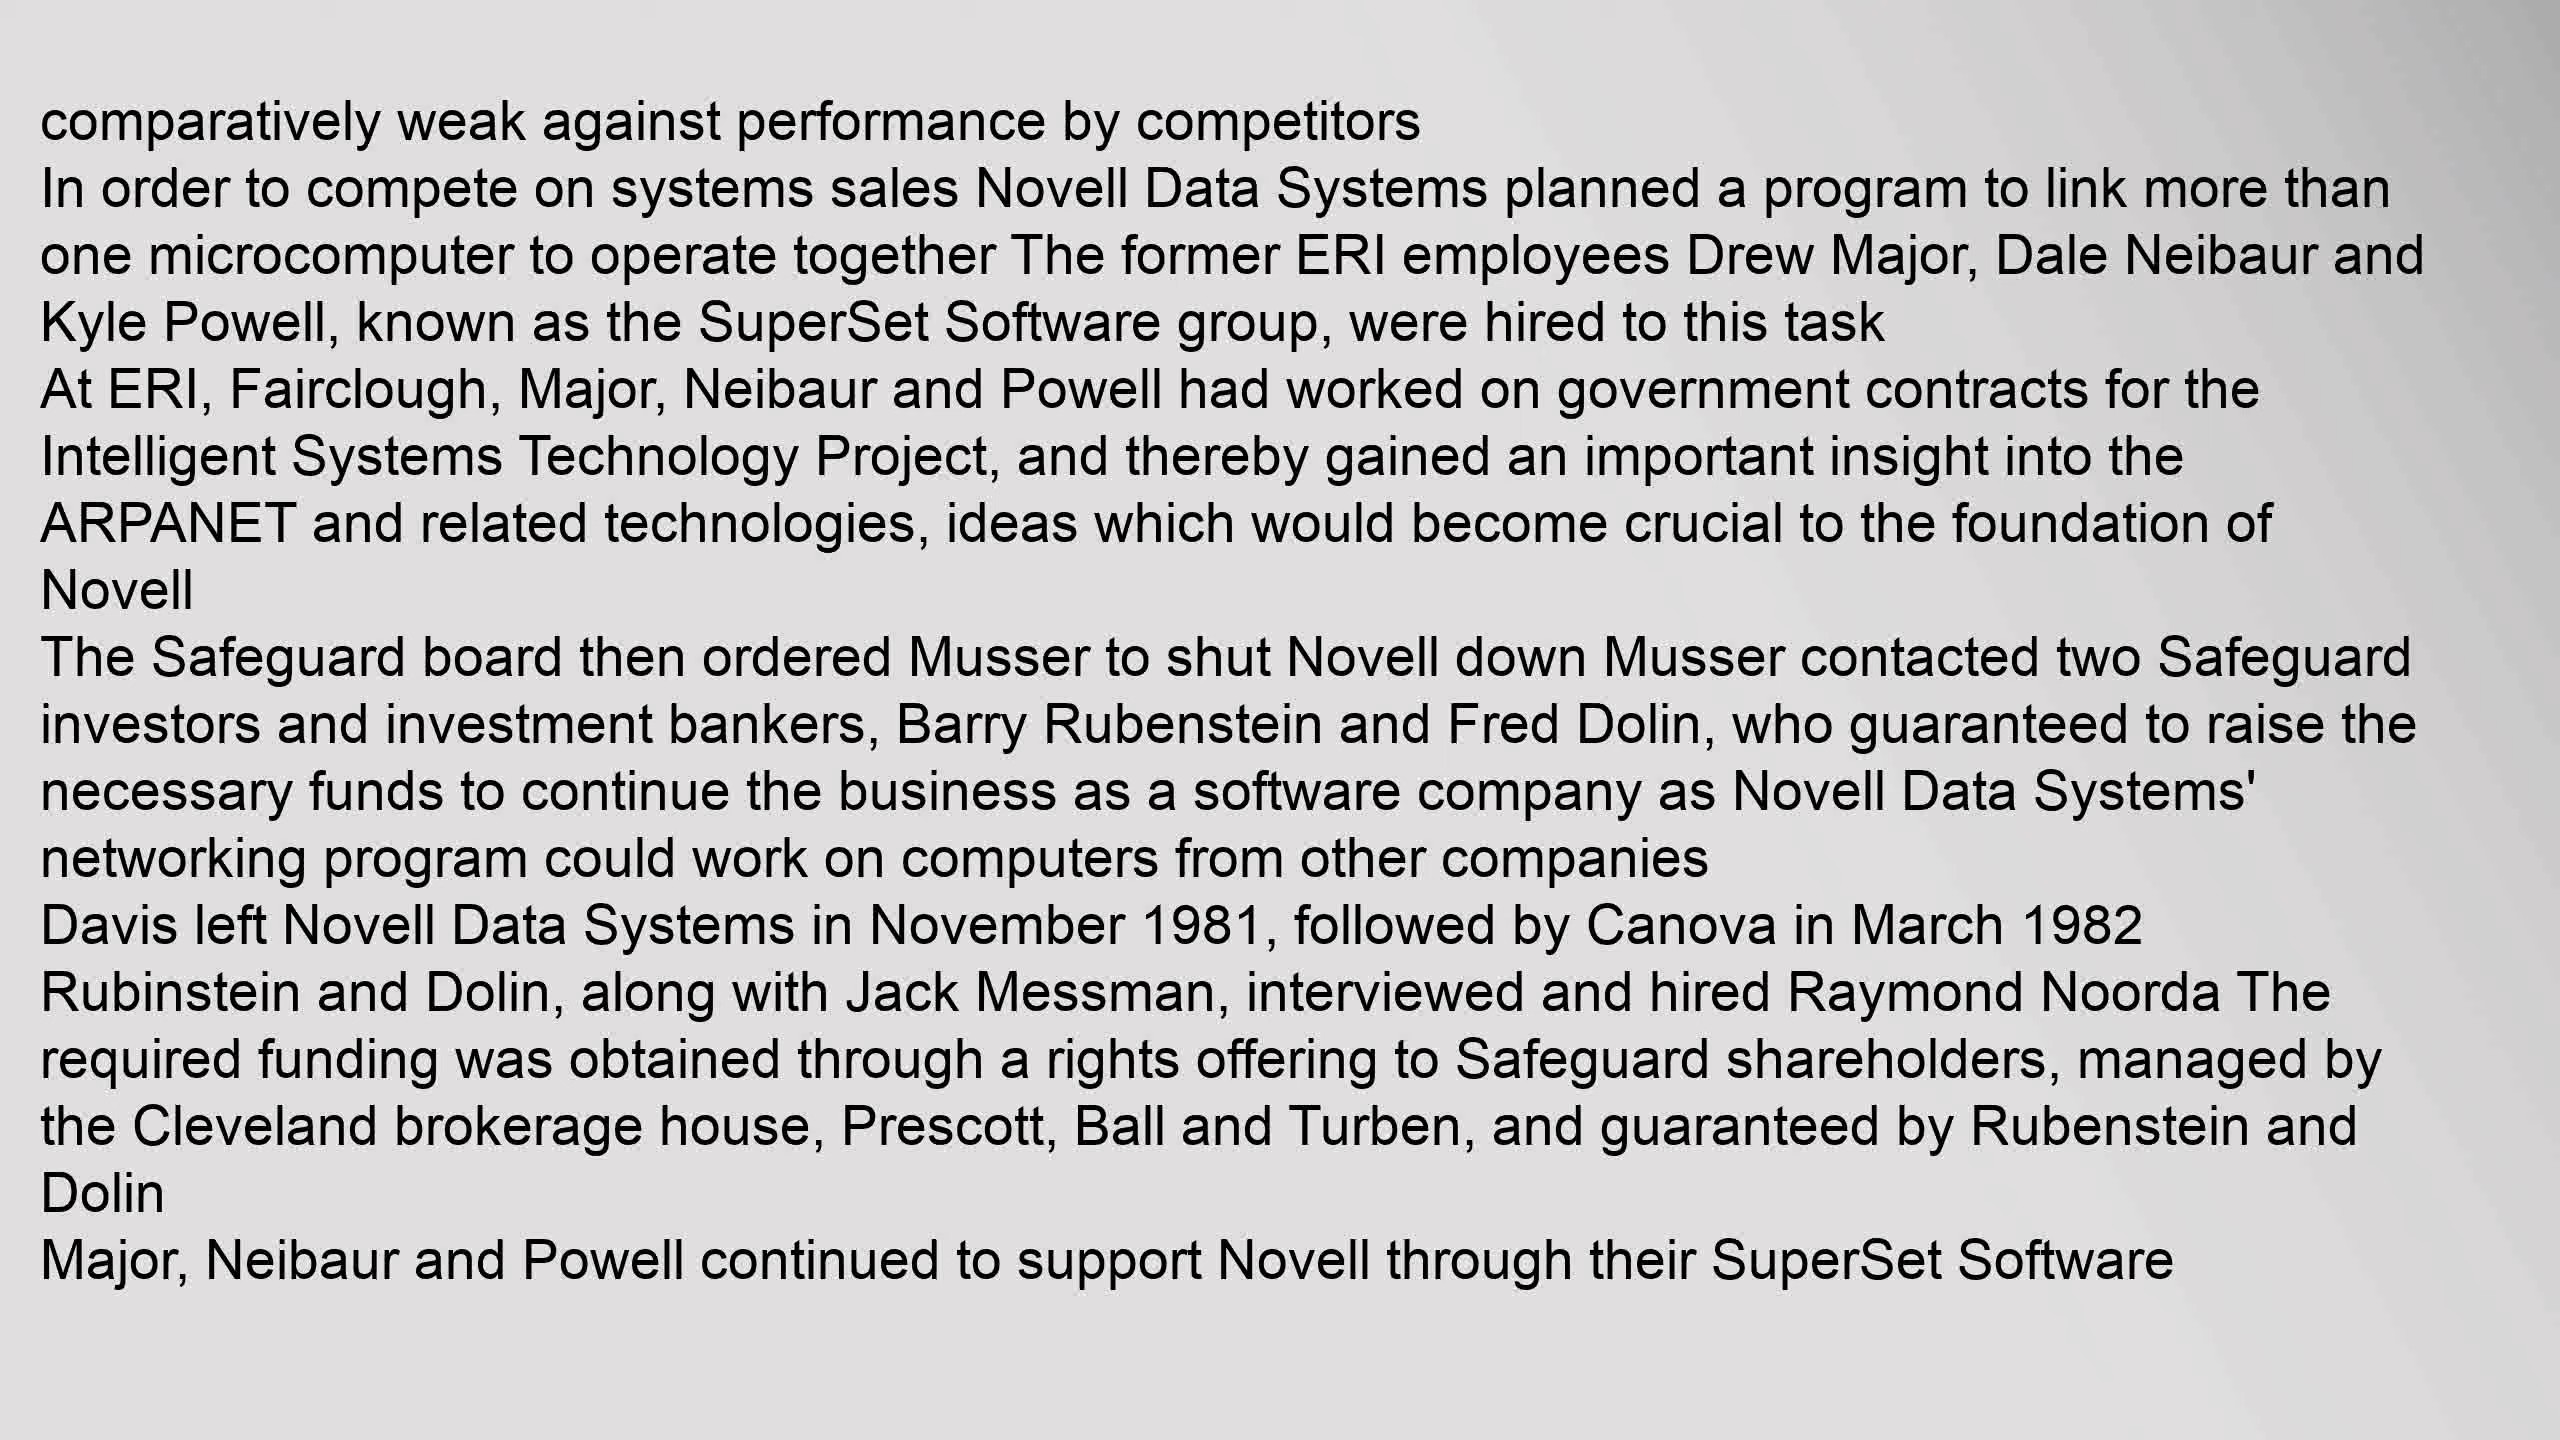 comparatively weak against performance by competitors
In order to compete on systems sales Novell Data Systems planned a program to link more than
one microcomputer to operate together The former ERI employees Drew Major, Dale Neibaur and
Kyle Powell, known as the SuperSet Software group, were hired to this task
At ERI, Fairclough, Major, Neibaur and Powell had worked on government contracts for the
Intelligent Systems Technology Project, and thereby gained an important insight into the
ARPANET and related technologies, ideas which would become crucial to the foundation of
Novell
The Safeguard board then ordered Musser to shut Novell down Musser contacted two Safeguard
investors and investment bankers, Barry Rubenstein and Fred Dolin, who guaranteed to raise the
necessary funds to continue the business as a software company as Novell Data Systems'
networking program could work on computers from other companies
Davis left Novell Data Systems in November 1981, followed by Canova in March 1982
Rubinstein and Dolin, along with Jack Messman, interviewed and hired Raymond Noorda The
required funding was obtained through a rights offering to Safeguard shareholders, managed by
the Cleveland brokerage house, Prescott, Ball and Turben, and guaranteed by Rubenstein and
Dolin
Major, Neibaur and Powell continued to support Novell through their SuperSet Software